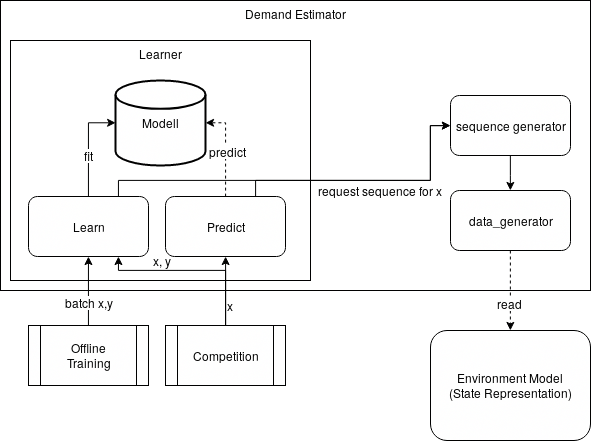 Demand Estimator
Learner
Modell
sequence generator
fit
predict
request sequence for x
Learn
Predict
data_generator
x, y
batch x,y
x
read
Offline
Training
Competition
Environment Model
(State Representation)